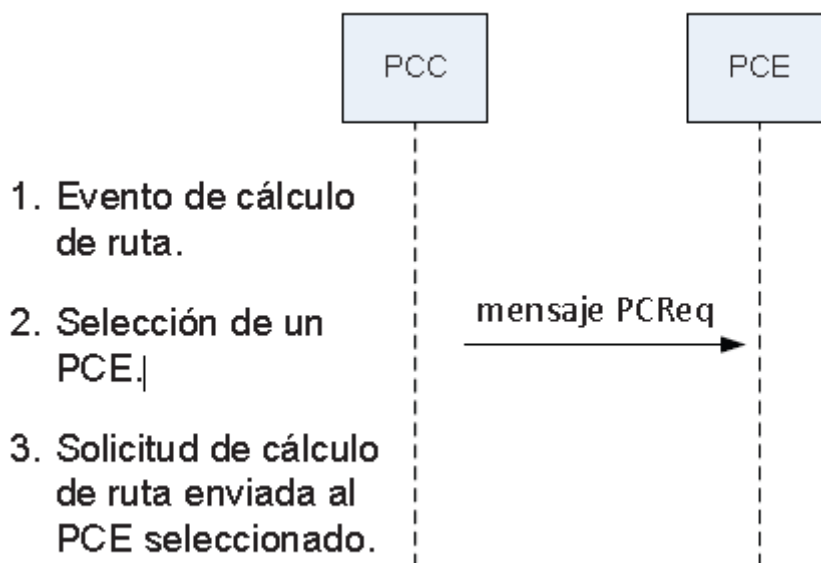 PCC
PCE
1. Evento de cálculo
de ruta.
2. Selección de un
PCE.
mensaje PCReq
3. Solicitud de cálculo
de ruta enviada al
PCE seleccionado.